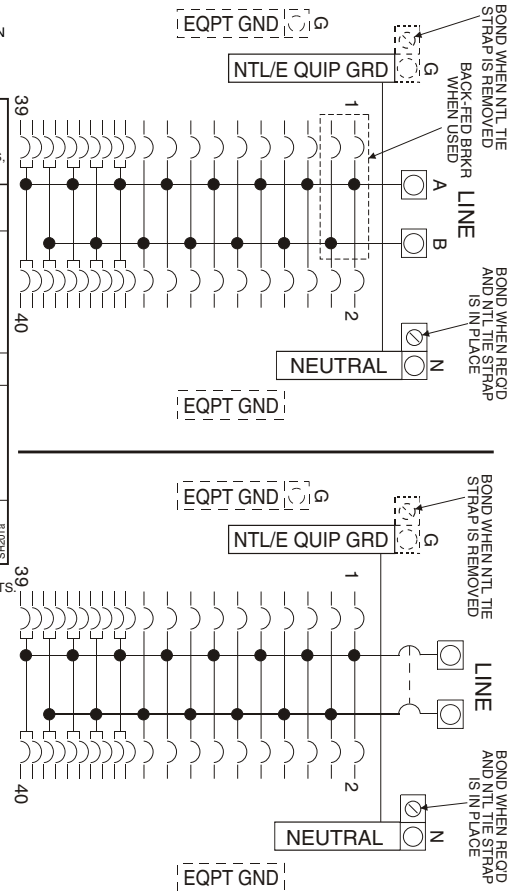 BOND WHEN NTL TIE
STRAP IS REMOVED
EQPT GND
G
NTL/E QUIP GRD
G
BACK-FED BRKR
WHEN USED
39
1
A
LINE
B
40
2
BOND WHEN REQ'D
AND NTL TIE STRAP
IS IN PLACE
NEUTRAL
N
EQPT GND
BOND WHEN NTL TIE
STRAP IS REMOVED
EQPT GND
G
NTL/E QUIP GRD
G
39
1
LINE
40
2
BOND WHEN REQ'D
AND NTL TIE STRAP
IS IN PLACE
NEUTRAL
N
EQPT GND
N
TS.